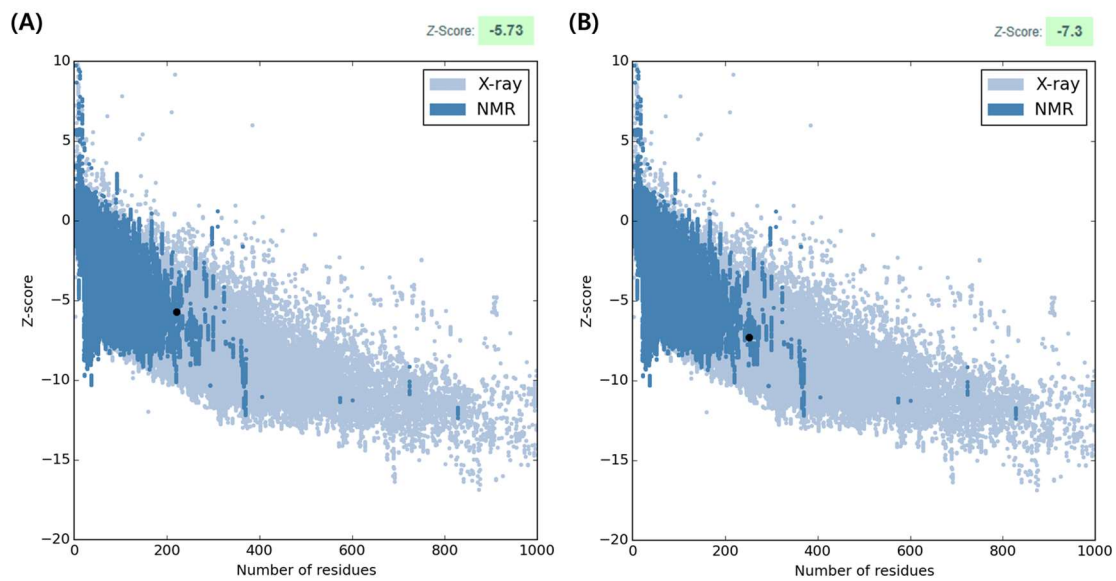 (A)
Z-Score: -5.73
10
5
0
−5
−10
−15
−20
Z-score
X-ray
NMR
0 200 400 600 800 1000
Number of residues
(B)
Z-Score: -7.3
10
5
0
−5
−10
−15
−20
Z-score
X-ray
NMR
0 200 400 600 800 1000
Number of residues